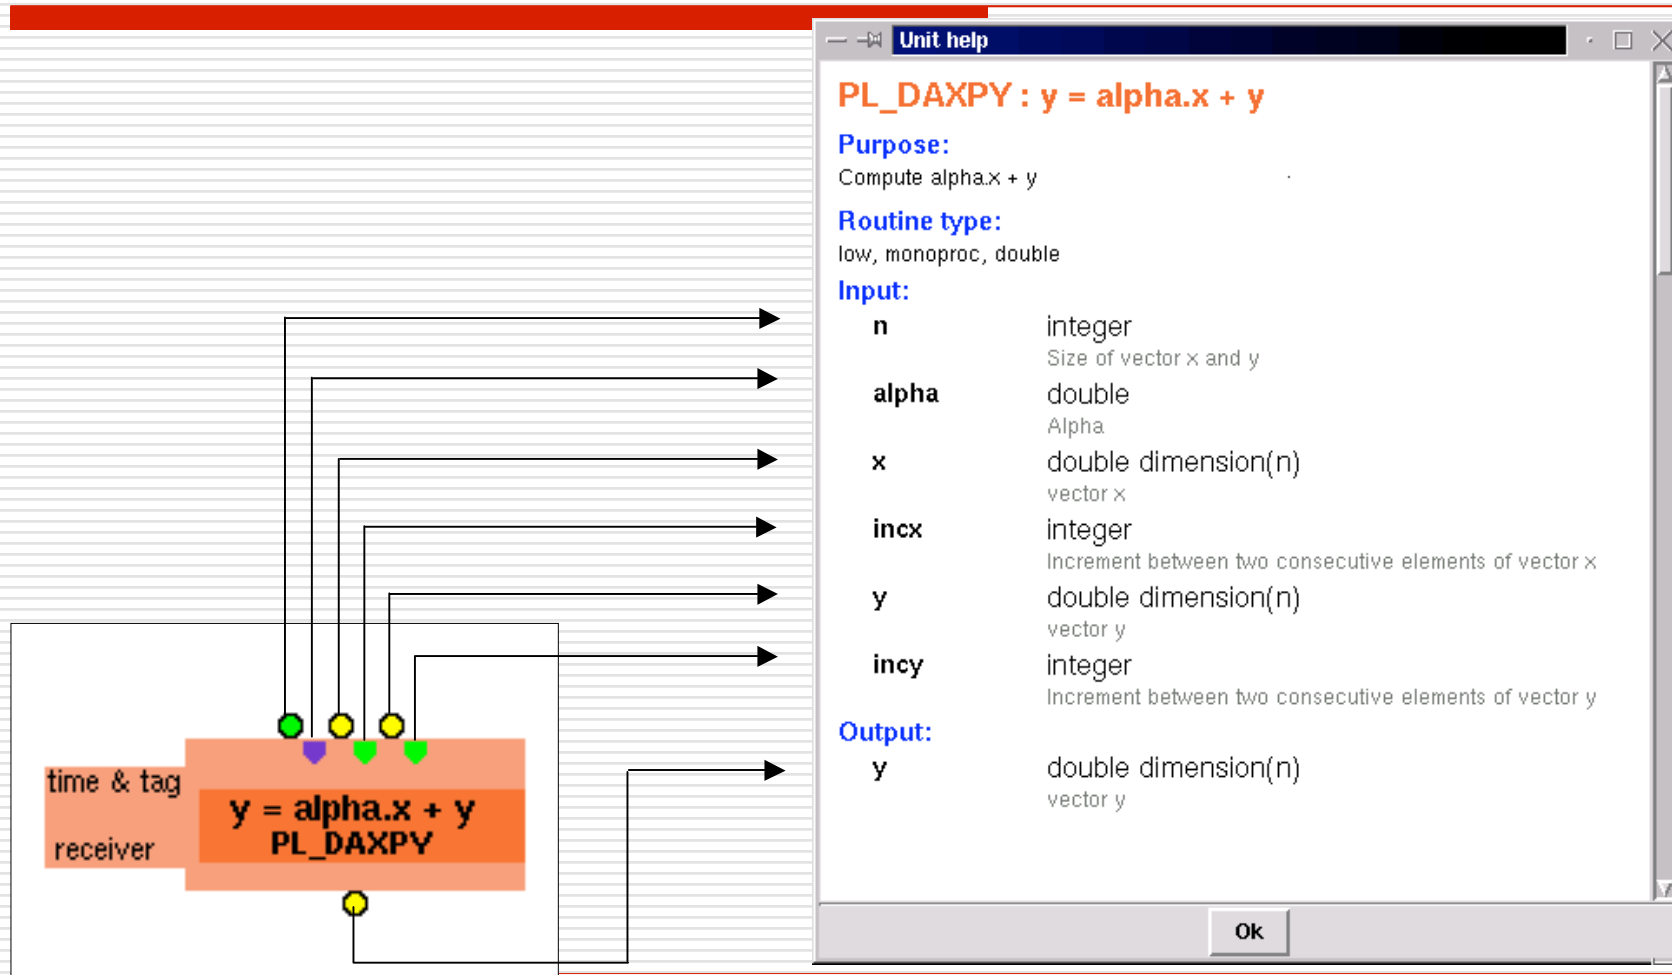 Unit help
PL_DAXPY : y = alpha.x + y
Purpose:
Compute alpha.x + y
Routine type:
low, monoproc, double
Input:
n integer
Size of vector x and y
alpha double
Alpha
x double dimension(n)
vector x
incx integer
Increment between two consecutive elements of vector x
y double dimension(n)
vector y
incy integer
Increment between two consecutive elements of vector y
Output:
y double dimension(n)
vector y
Ok
time & tag
receiver
y = alpha.x + y
PL_DAXPY